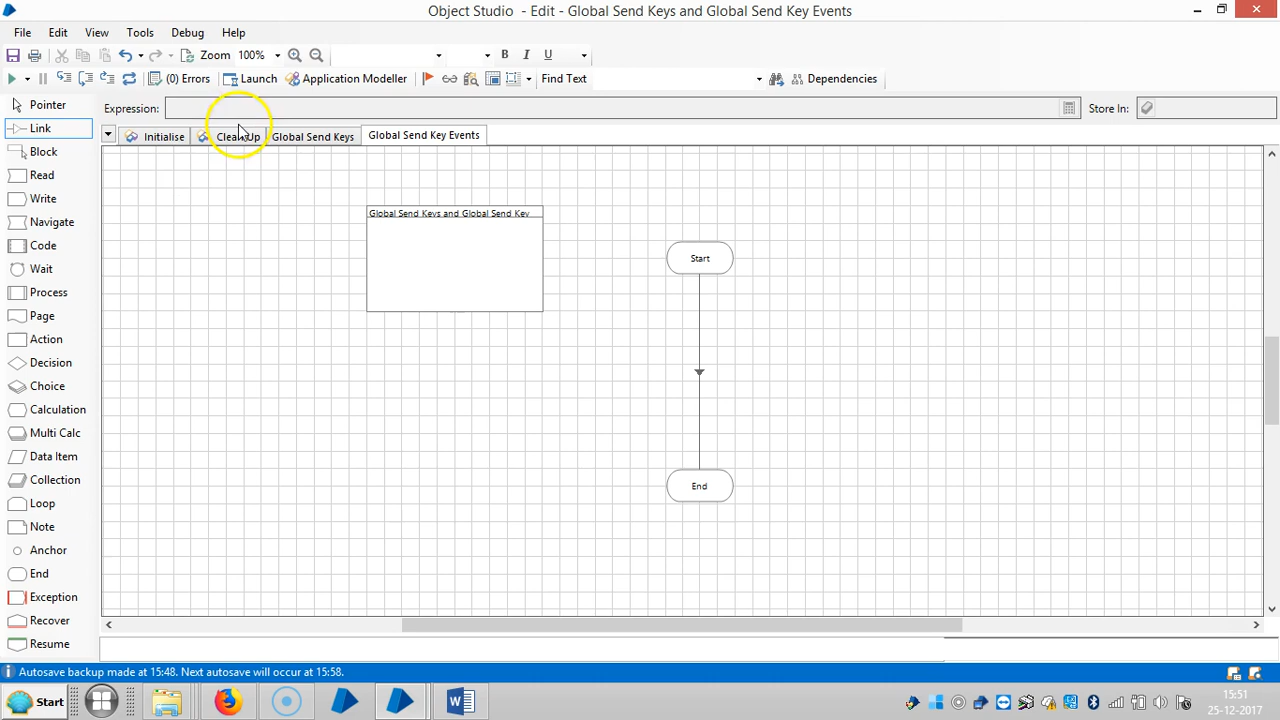 Object Studio - Edit - Global Send Keys and Global Send Key Events
File Edit View Tools Debug Help
Zoom 100% B I U
(0) Errors Launch Application Modeller Find Text Dependencies
Pointer Expression: Store In:
Link Initialise Clean Up Global Send Keys Global Send Key Events
Block
Read
Write
Navigate
Code
Wait
Process
Page
Action
Decision
Choice
Calculation
Multi Calc
Data Item
Collection
Loop
Note
Anchor
End
Exception
Recover
Resume
Global Send Keys and Global Send Key
Start
End
Autosave backup made at 15:48. Next autosave will occur at 15:58.
Start
15:51
25-12-2017